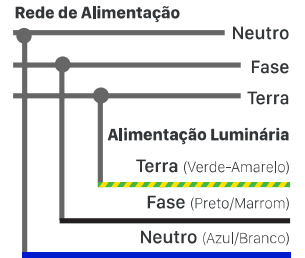 Rede de Alimentação
Neutro
Fase
Terra
Alimentação Luminária
Terra (Verde-Amarelo)
Fase (Preto/Marrom)
Neutro (Azul/Branco)